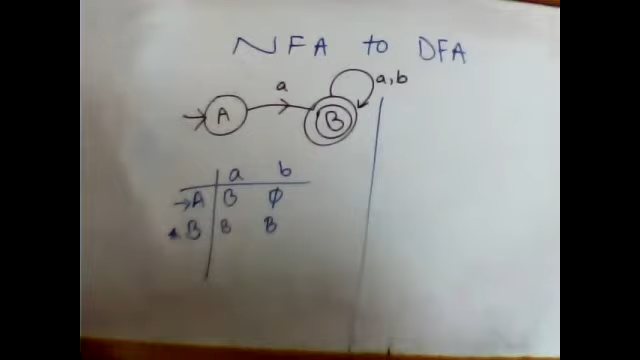 NFA to DFA
a
a,b
A
B
a b
→A B ϕ
* B B B